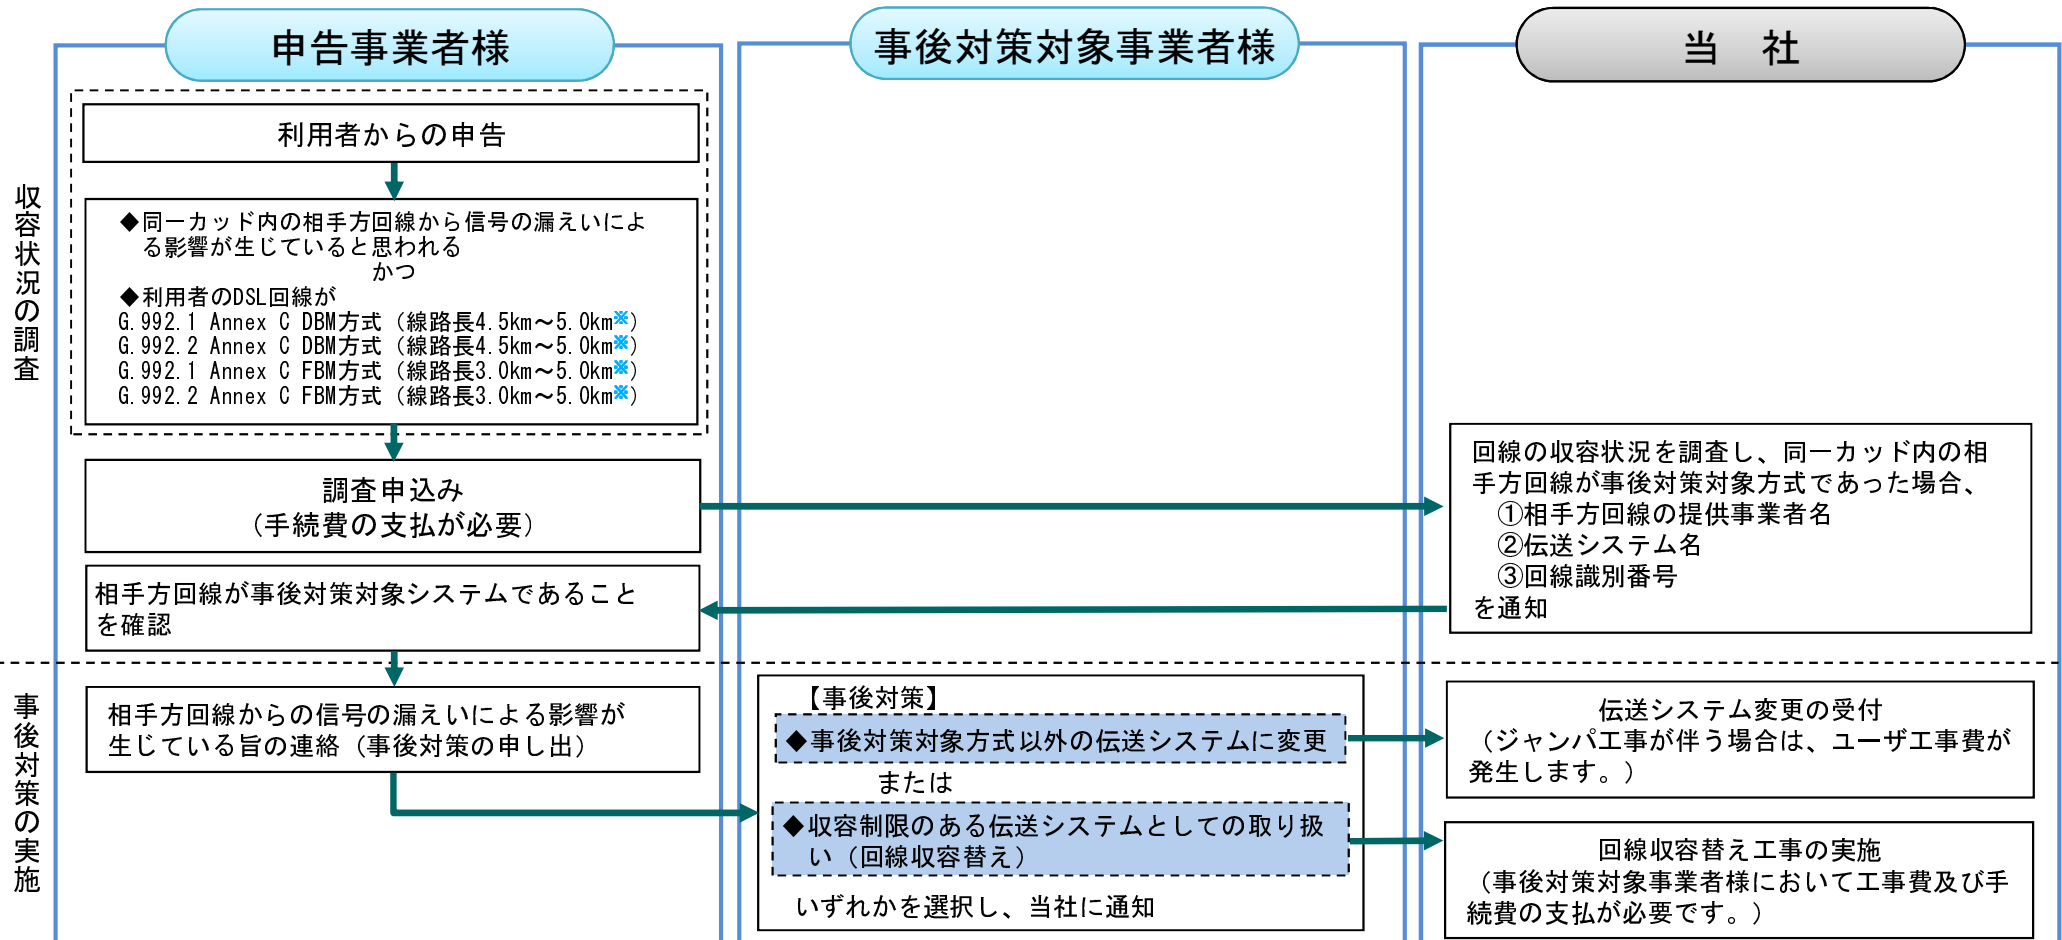 申告事業者様
事後対策対象事業者様
当　社
収容状況の調査
利用者からの申告
◆同一カッド内の相手方回線から信号の漏えいによ
る影響が生じていると思われる
かつ
◆利用者のDSL回線が
G.992.1 Annex C DBM方式（線路長4.5km～5.0km※）
G.992.2 Annex C DBM方式（線路長4.5km～5.0km※）
G.992.1 Annex C FBM方式（線路長3.0km～5.0km※）
G.992.2 Annex C FBM方式（線路長3.0km～5.0km※）
調査申込み
（手続費の支払が必要）
回線の収容状況を調査し、同一カッド内の相
手方回線が事後対策対象方式であった場合、
①相手方回線の提供事業者名
②伝送システム名
③回線識別番号
を通知
相手方回線が事後対策対象システムであること
を確認
事後対策の実施
相手方回線からの信号の漏えいによる影響が
生じている旨の連絡（事後対策の申し出）
【事後対策】
◆事後対策対象方式以外の伝送システムに変更
または
◆収容制限のある伝送システムとしての取り扱
い（回線収容替え）
いずれかを選択し、当社に通知
伝送システム変更の受付
（ジャンパ工事が伴う場合は、ユーザ工事費が
発生します。）
回線収容替え工事の実施
（事後対策対象事業者様において工事費及び手
続費の支払が必要です。）